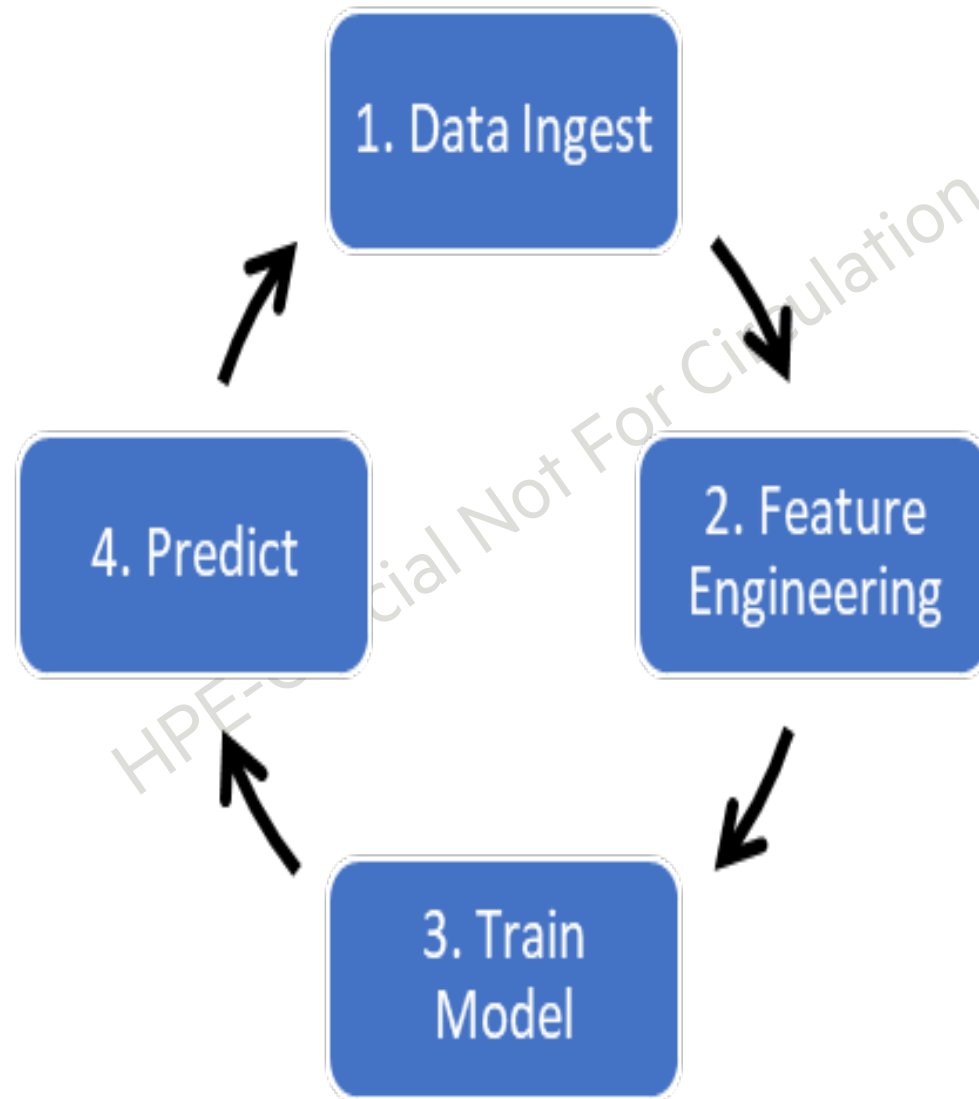 1. Data Ingest
2. Feature
Engineering
3. Train
Model
4. Predict
Not For Circulation